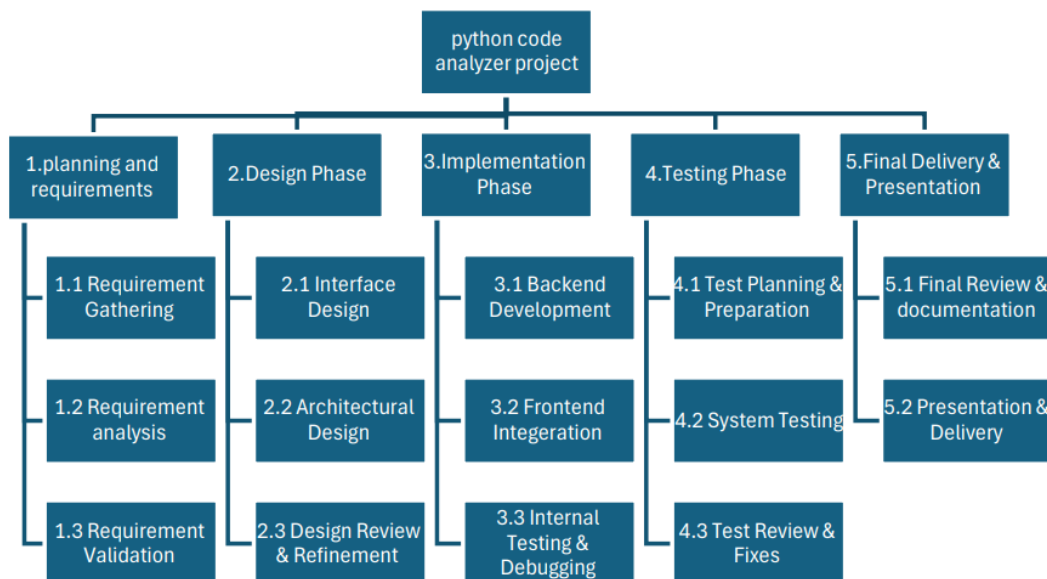 python code
analyzer project
1.planning and
requirements
2.Design Phase
3.Implementation
Phase
4.Testing Phase
5.Final Delivery &
Presentation
1.1 Requirement
Gathering
2.1 Interface
Design
3.1 Backend
Development
4.1 Test Planning &
Preparation
5.1 Final Review &
documentation
1.2 Requirement
analysis
2.2 Architectural
Design
3.2 Frontend
Integeration
4.2 System Testing
5.2 Presentation &
Delivery
1.3 Requirement
Validation
2.3 Design Review
& Refinement
3.3 Internal
Testing &
Debugging
4.3 Test Review &
Fixes